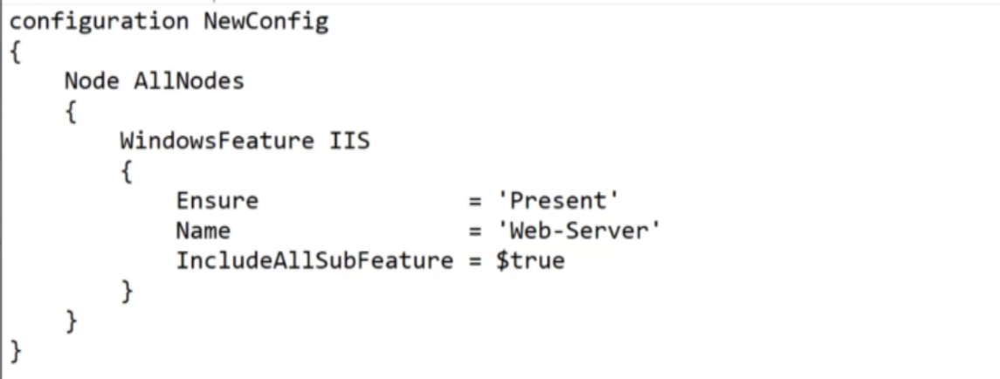 configuration NewConfig
{
    Node AllNodes
    {
        WindowsFeature IIS
        {
            Ensure               = 'Present'
            Name                 = 'Web-Server'
            IncludeAllSubFeature = $true
        }
    }
}